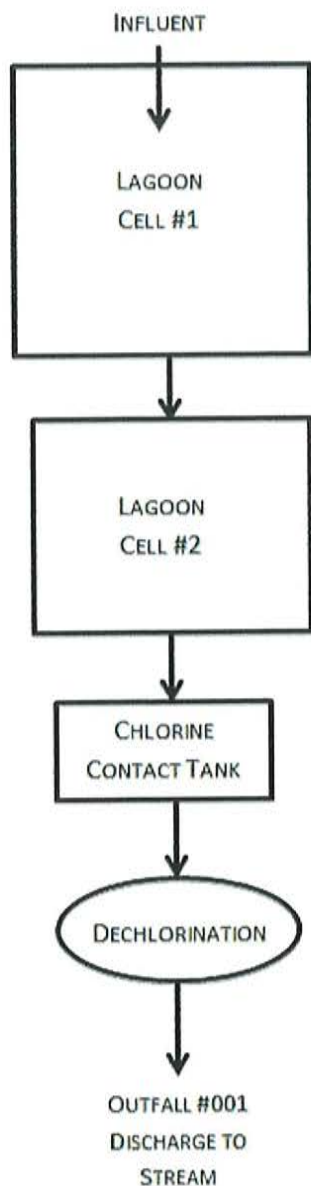 INFLUENT
LAGOON
CELL #1
LAGOON
CELL #2
CHLORINE
CONTACT TANK
DECHLORINATION
OUTFALL #001
DISCHARGE TO
STREAM